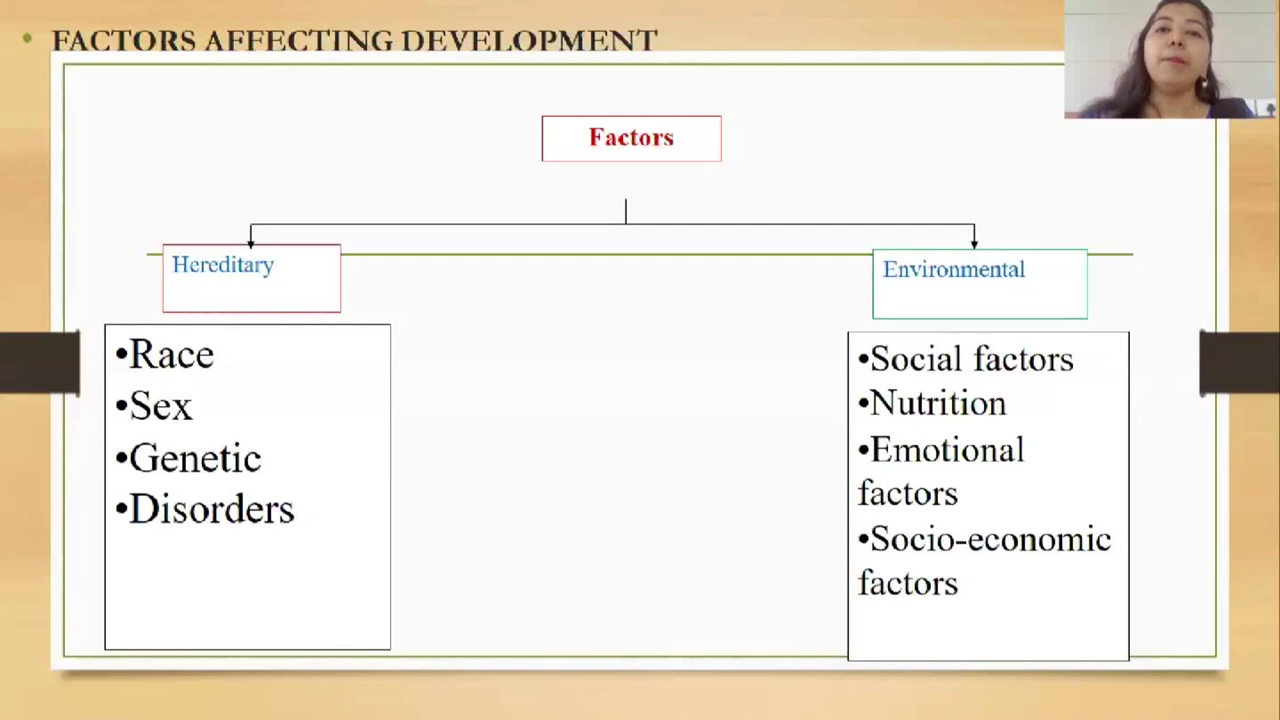 • FACTORS AFFECTING DEVELOPMENT
Factors
Hereditary
•Race
•Sex
•Genetic
•Disorders
Environmental
•Social factors
•Nutrition
•Emotional
factors
•Socio-economic
factors